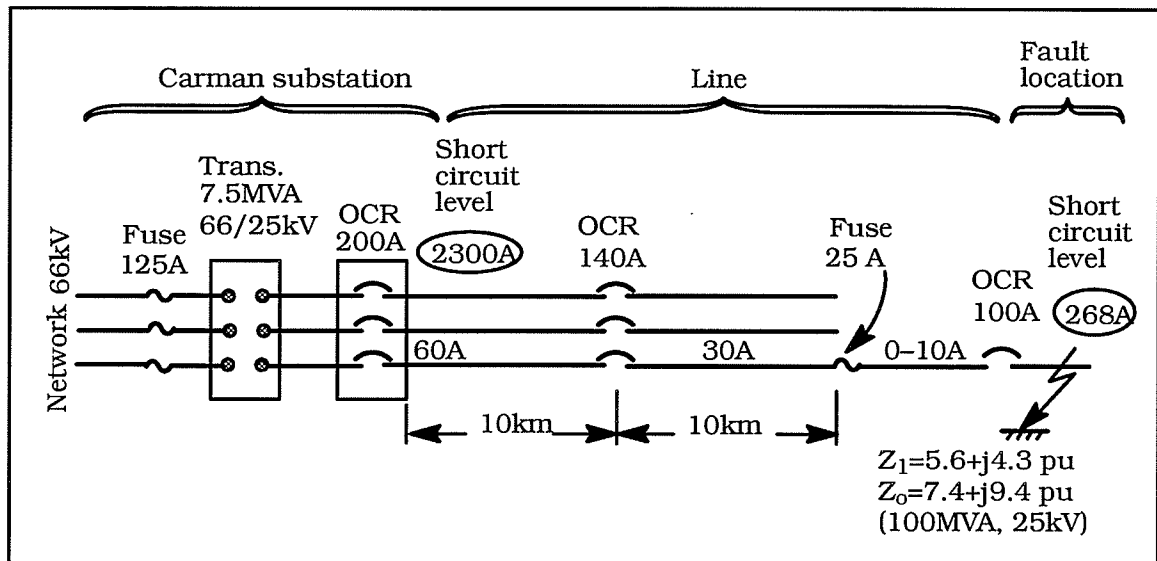 Carman substation
Line
Fault
location
Network 66kV
Fuse
125A
Trans.
7.5MVA
66/25kV
OCR
200A
Short
circuit
level
2300A
OCR
140A
Fuse
25 A
OCR
100A
Short
circuit
level
268A
60A
30A
0–10A
10km
10km
Z1=5.6+j4.3 pu
Zo=7.4+j9.4 pu
(100MVA, 25kV)